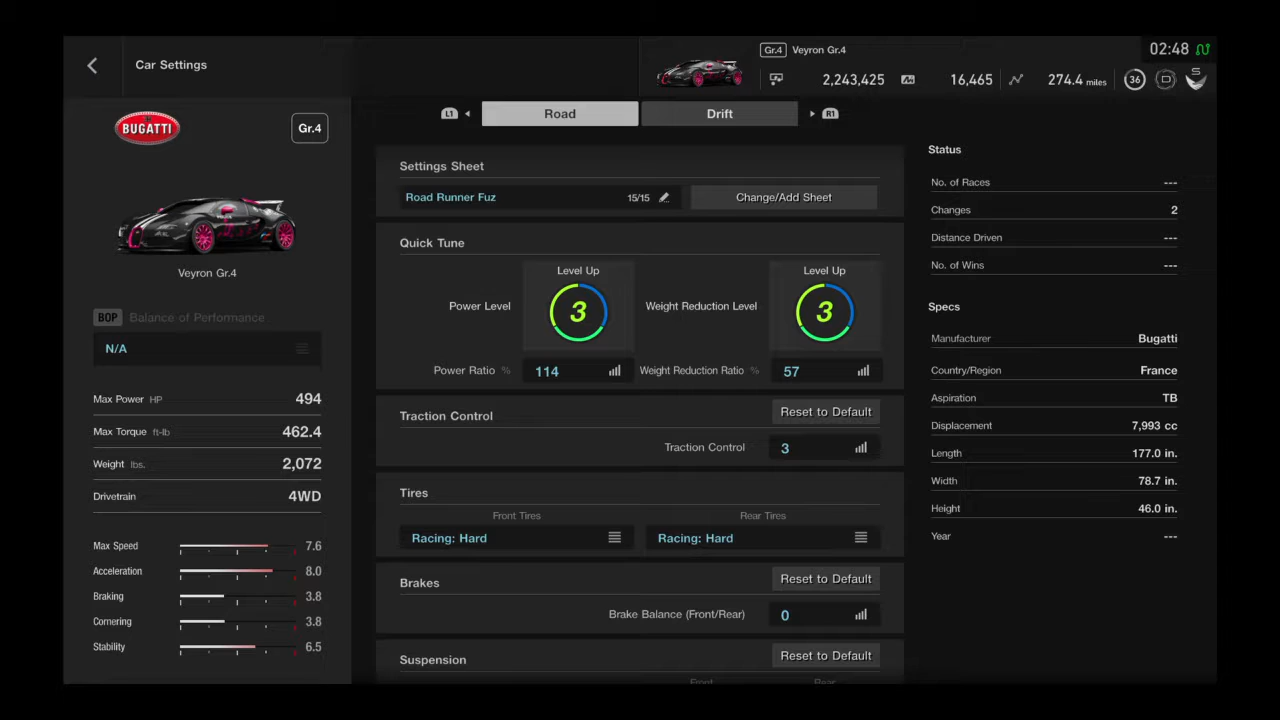 Car Settings
Gr.4 Veyron Gr.4
2,243,425
16,465
274.4 miles
36
02:48
S
L1 Road Drift R1
BUGATTI
Gr.4
Veyron Gr.4
BOP Balance of Performance
N/A
Max Power HP 494
Max Torque ft-lb 462.4
Weight lbs. 2,072
Drivetrain 4WD
Max Speed 7.6
Acceleration 8.0
Braking 3.8
Cornering 3.8
Stability 6.5
Settings Sheet
Road Runner Fuz 15/15 Change/Add Sheet
Quick Tune
Level Up Level Up
Power Level 3 Weight Reduction Level 3
Power Ratio % 114 Weight Reduction Ratio % 57
Traction Control Reset to Default
Traction Control 3
Tires
Front Tires Rear Tires
Racing: Hard Racing: Hard
Brakes Reset to Default
Brake Balance (Front/Rear) 0
Suspension Reset to Default
Front Rear
Status
No. of Races ---
Changes 2
Distance Driven ---
No. of Wins ---
Specs
Manufacturer Bugatti
Country/Region France
Aspiration TB
Displacement 7,993 cc
Length 177.0 in.
Width 78.7 in.
Height 46.0 in.
Year ---